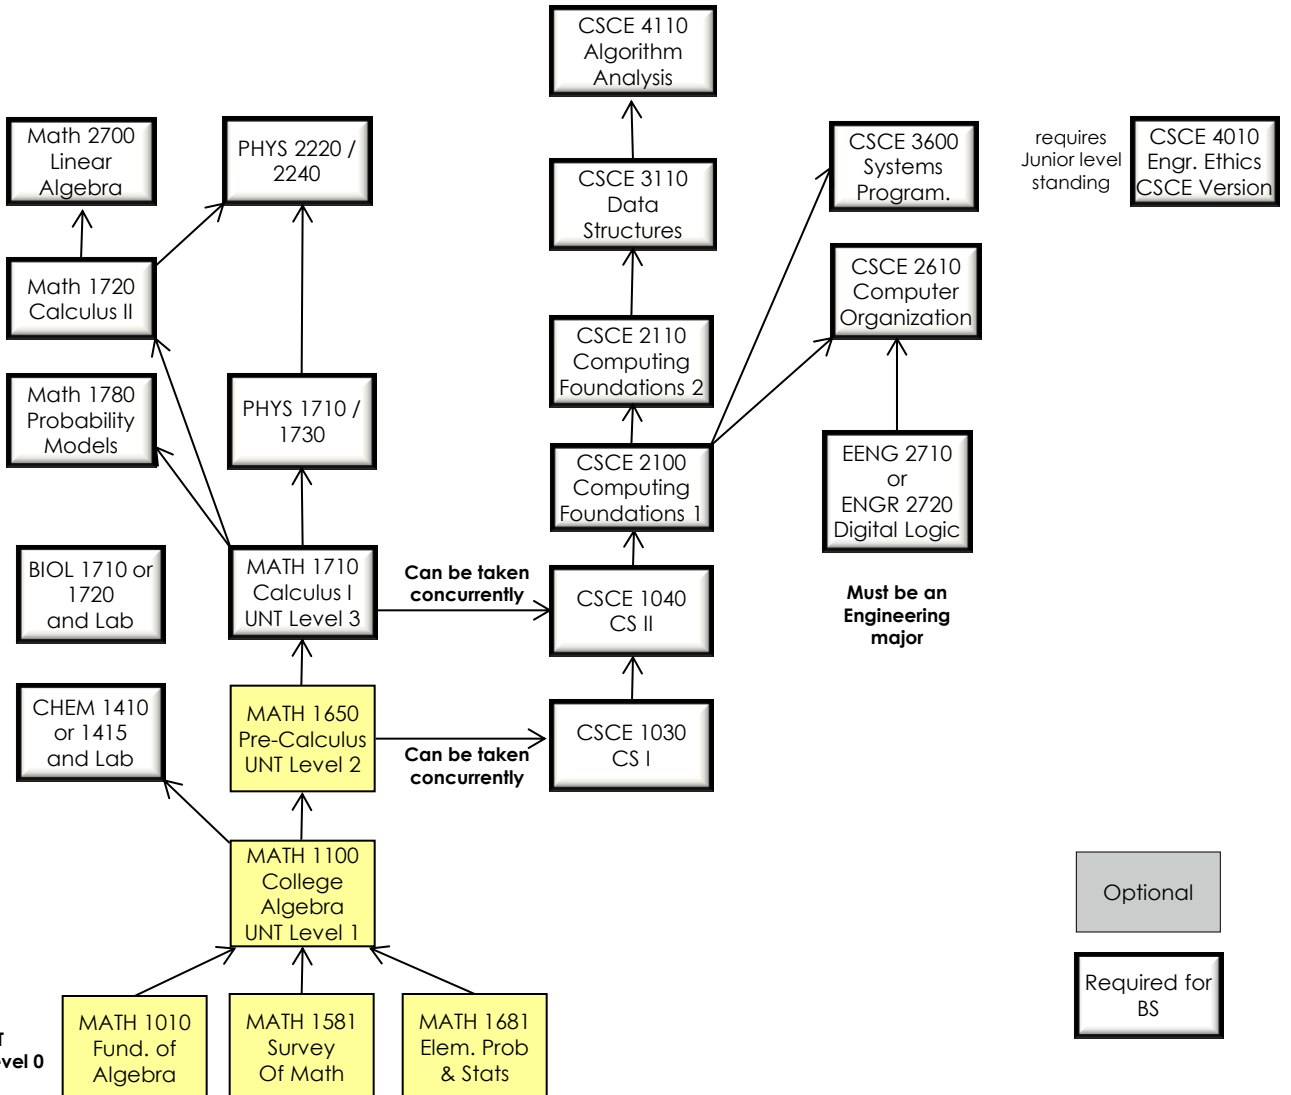 CSCE 4110
Algorithm
Analysis
Math 2700
Linear
Algebra
PHYS 2220 /
2240
CSCE 3110
Data
Structures
CSCE 3600
Systems
Program.
requires
Junior level
standing
CSCE 4010
Engr. Ethics
CSCE Version
Math 1720
Calculus II
CSCE 2610
Computer
Organization
CSCE 2110
Computing
Foundations 2
Math 1780
Probability
Models
PHYS 1710 /
1730
CSCE 2100
Computing
Foundations 1
EENG 2710
or
ENGR 2720
Digital Logic
BIOL 1710 or
1720
and Lab
MATH 1710
Calculus I
UNT Level 3
Can be taken
concurrently
CSCE 1040
CS II
Must be an
Engineering
major
CHEM 1410
or 1415
and Lab
MATH 1650
Pre-Calculus
UNT Level 2
Can be taken
concurrently
CSCE 1030
CS I
MATH 1100
College
Algebra
UNT Level 1
Optional
Required for
BS
T
evel 0
MATH 1010
Fund. of
Algebra
MATH 1581
Survey
Of Math
MATH 1681
Elem. Prob
& Stats